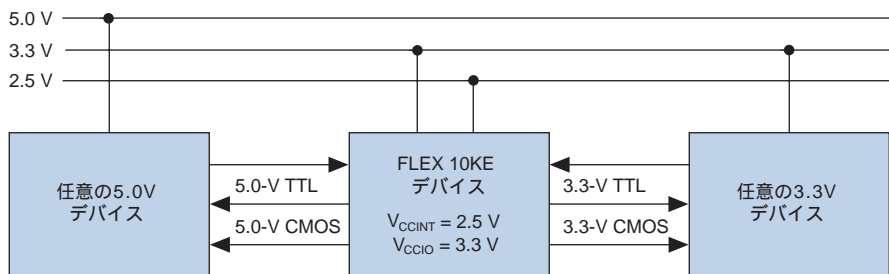 5.0 V
3.3 V
2.5 V
任意の5.0V
デバイス
5.0-V TTL
5.0-V CMOS
FLEX 10KE
デバイス
VCCINT = 2.5 V
VCCIO = 3.3 V
3.3-V TTL
3.3-V CMOS
任意の3.3V
デバイス